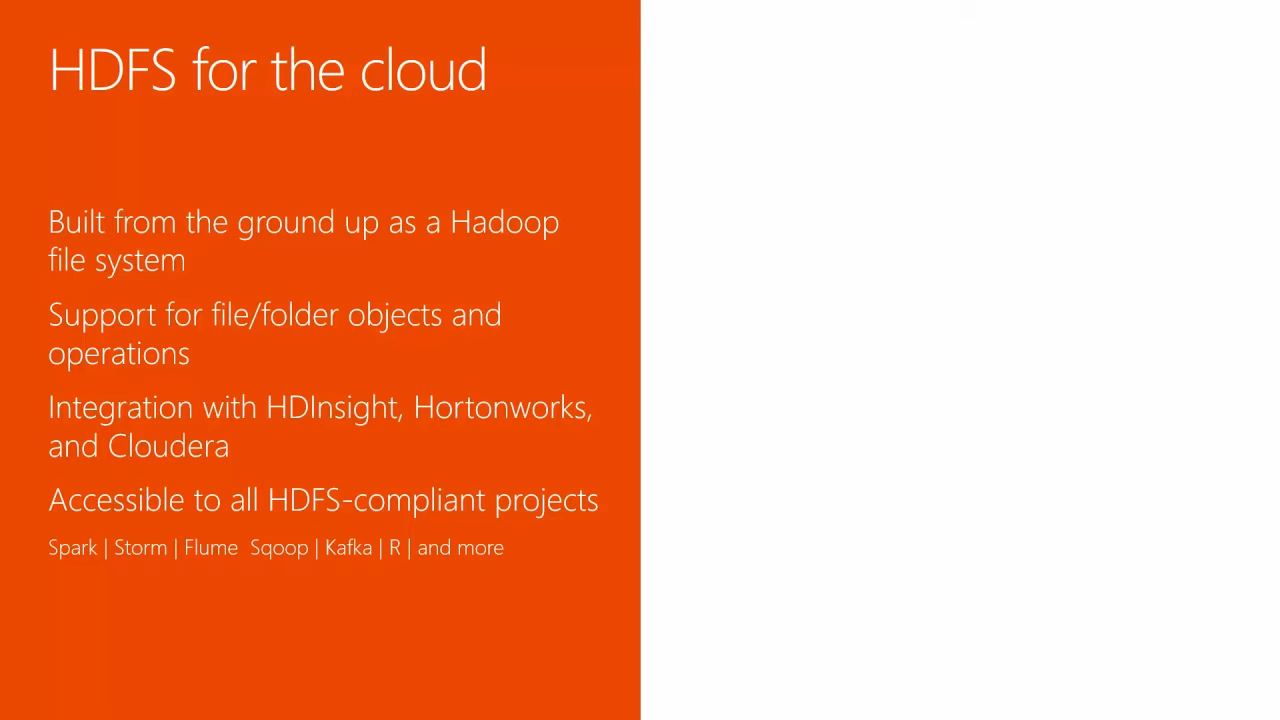 HDFS for the cloud
Built from the ground up as a Hadoop
file system
Support for file/folder objects and
operations
Integration with HDInsight, Hortonworks,
and Cloudera
Accessible to all HDFS-compliant projects
Spark | Storm | Flume  Sqoop | Kafka | R | and more